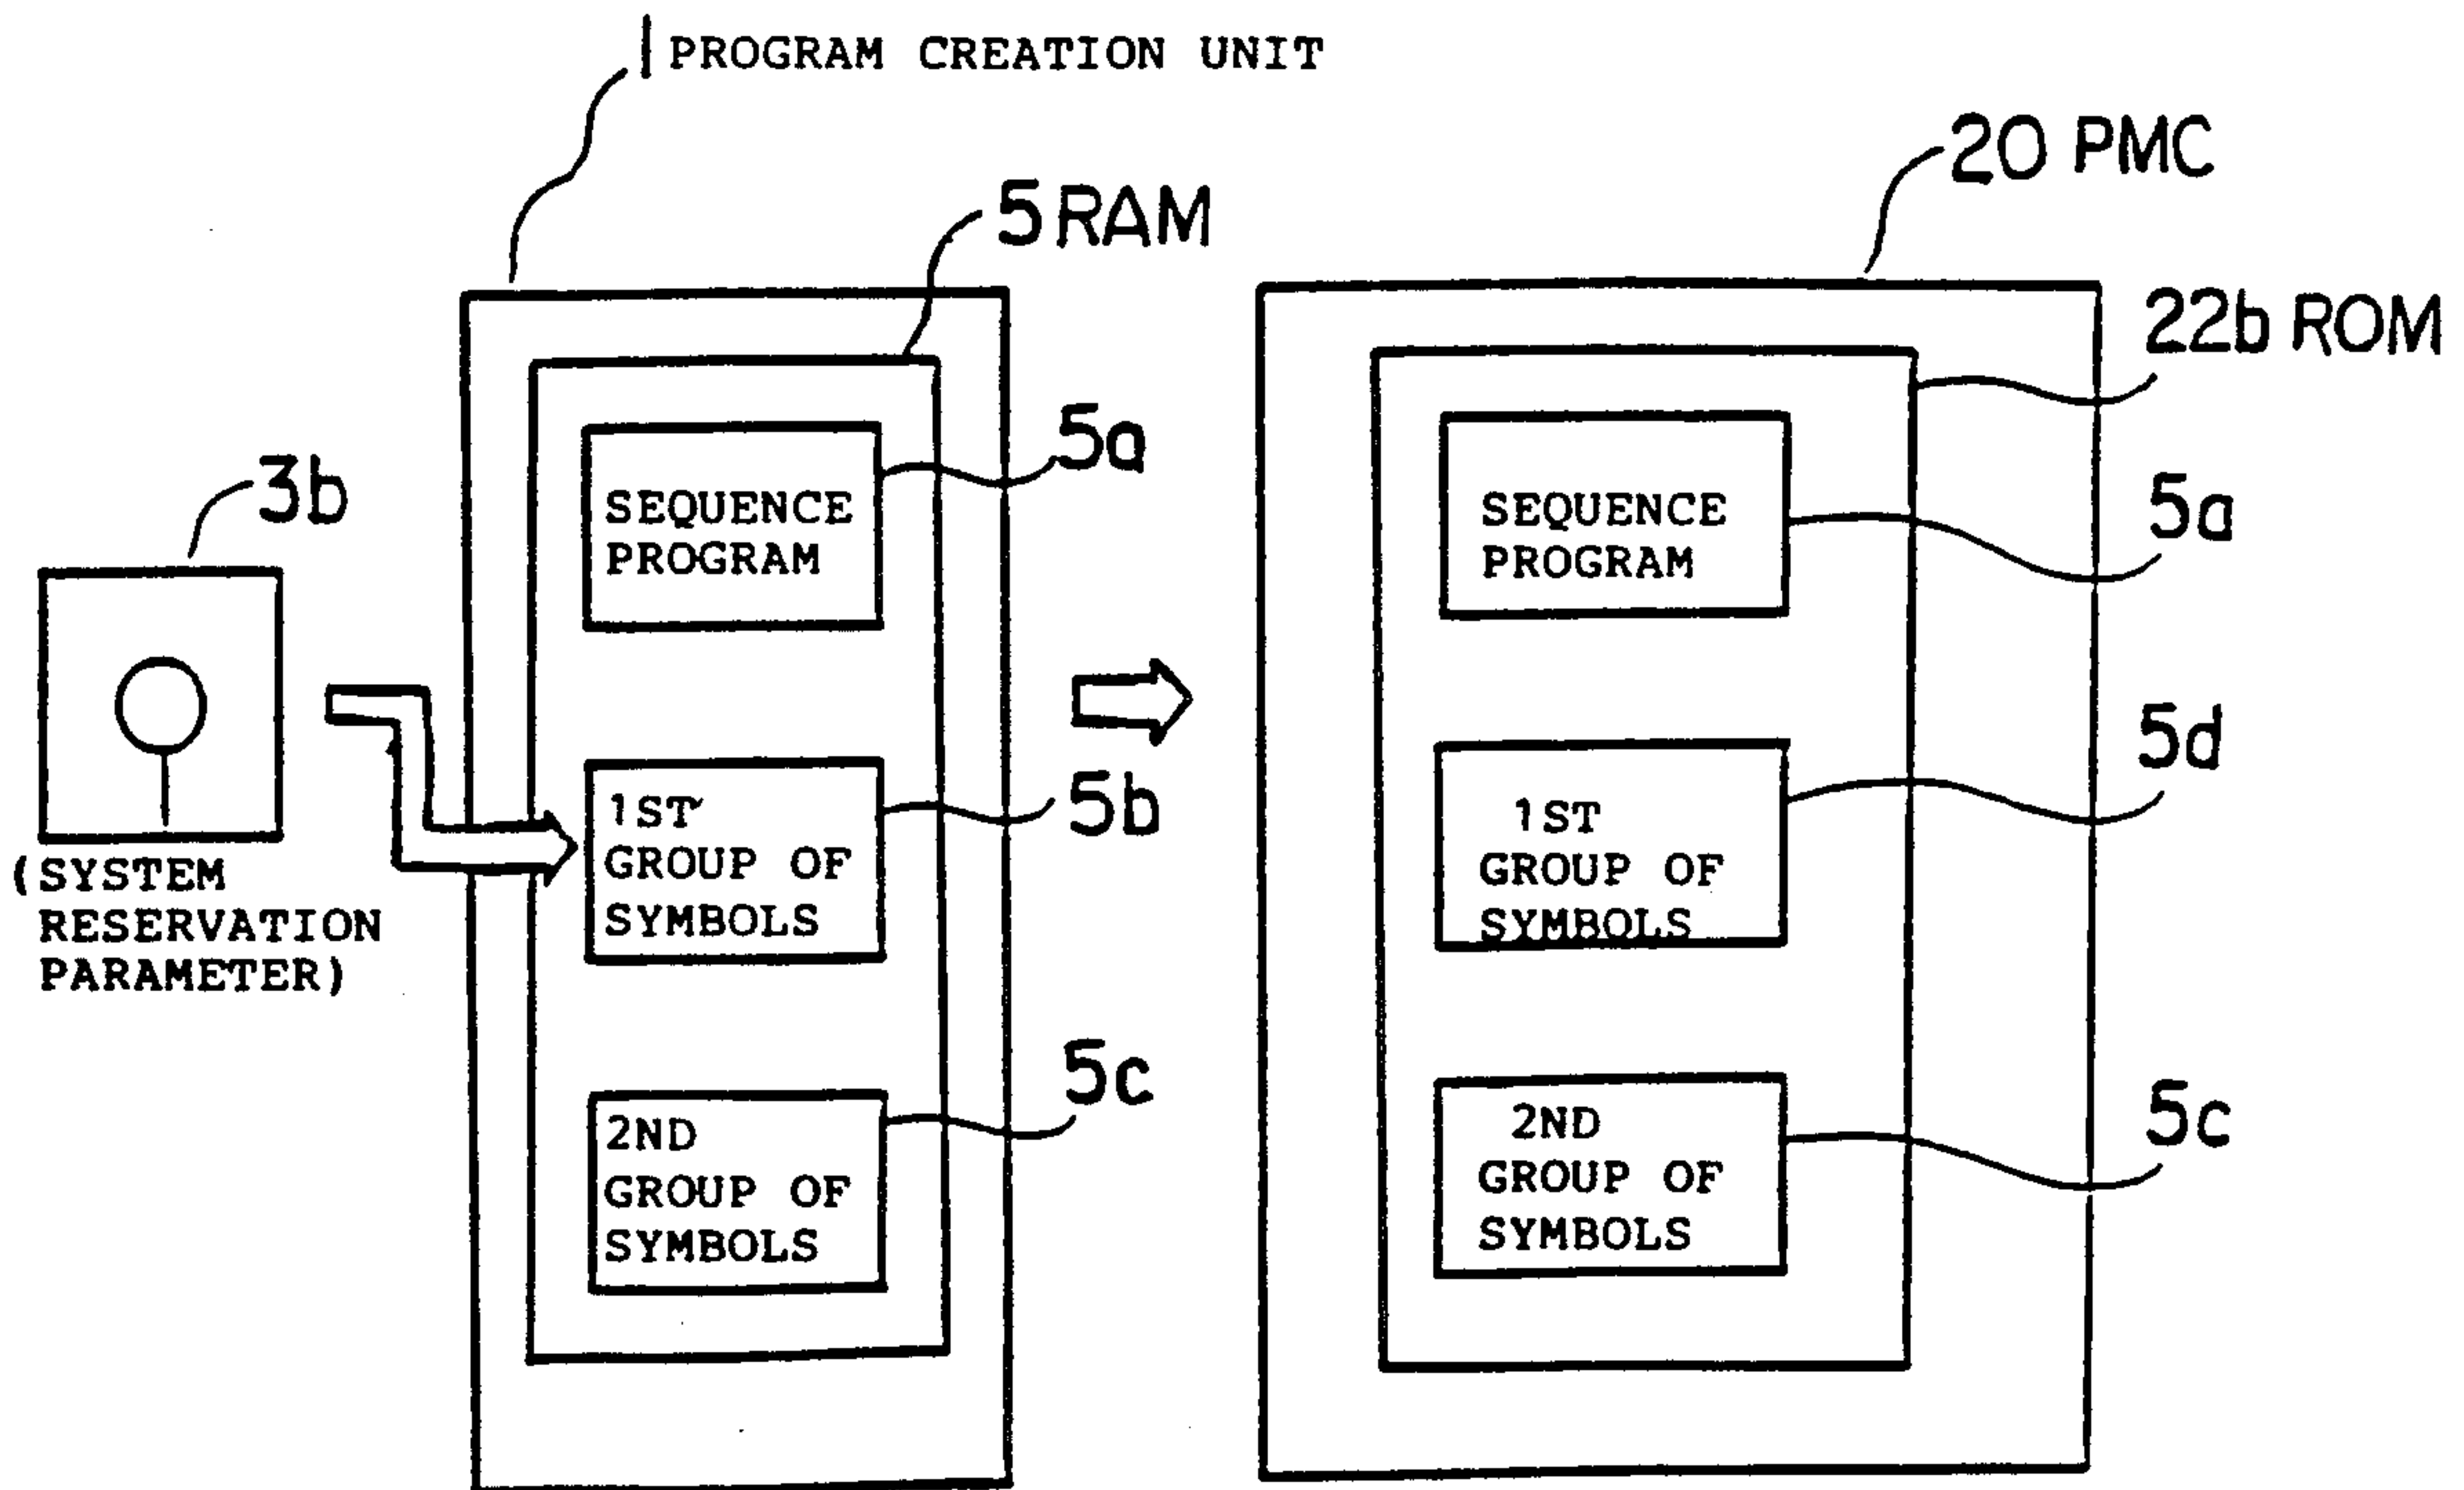 1 PROGRAM CREATION UNIT
20 PMC
5 RAM
22b ROM
3b
5a
SEQUENCE
PROGRAM
SEQUENCE
PROGRAM
5a
5b
1ST
GROUP OF
SYMBOLS
1ST
GROUP OF
SYMBOLS
5d
(SYSTEM
RESERVATION
PARAMETER)
5c
2ND
GROUP OF
SYMBOLS
2ND
GROUP OF
SYMBOLS
5c